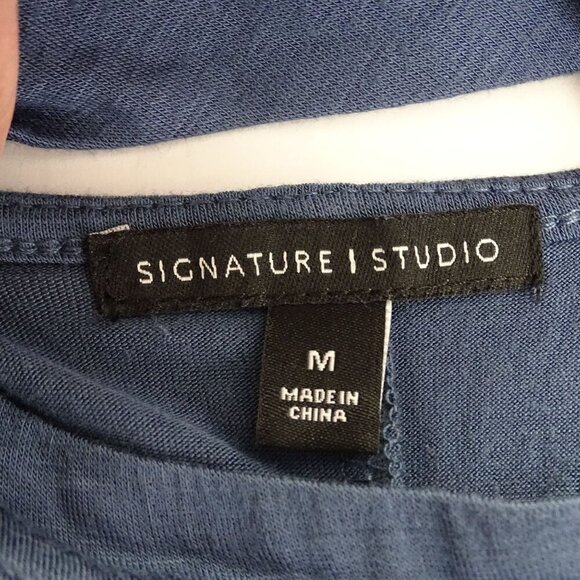 SIGNATURE | STUDIO
M
MADE IN
CHINA